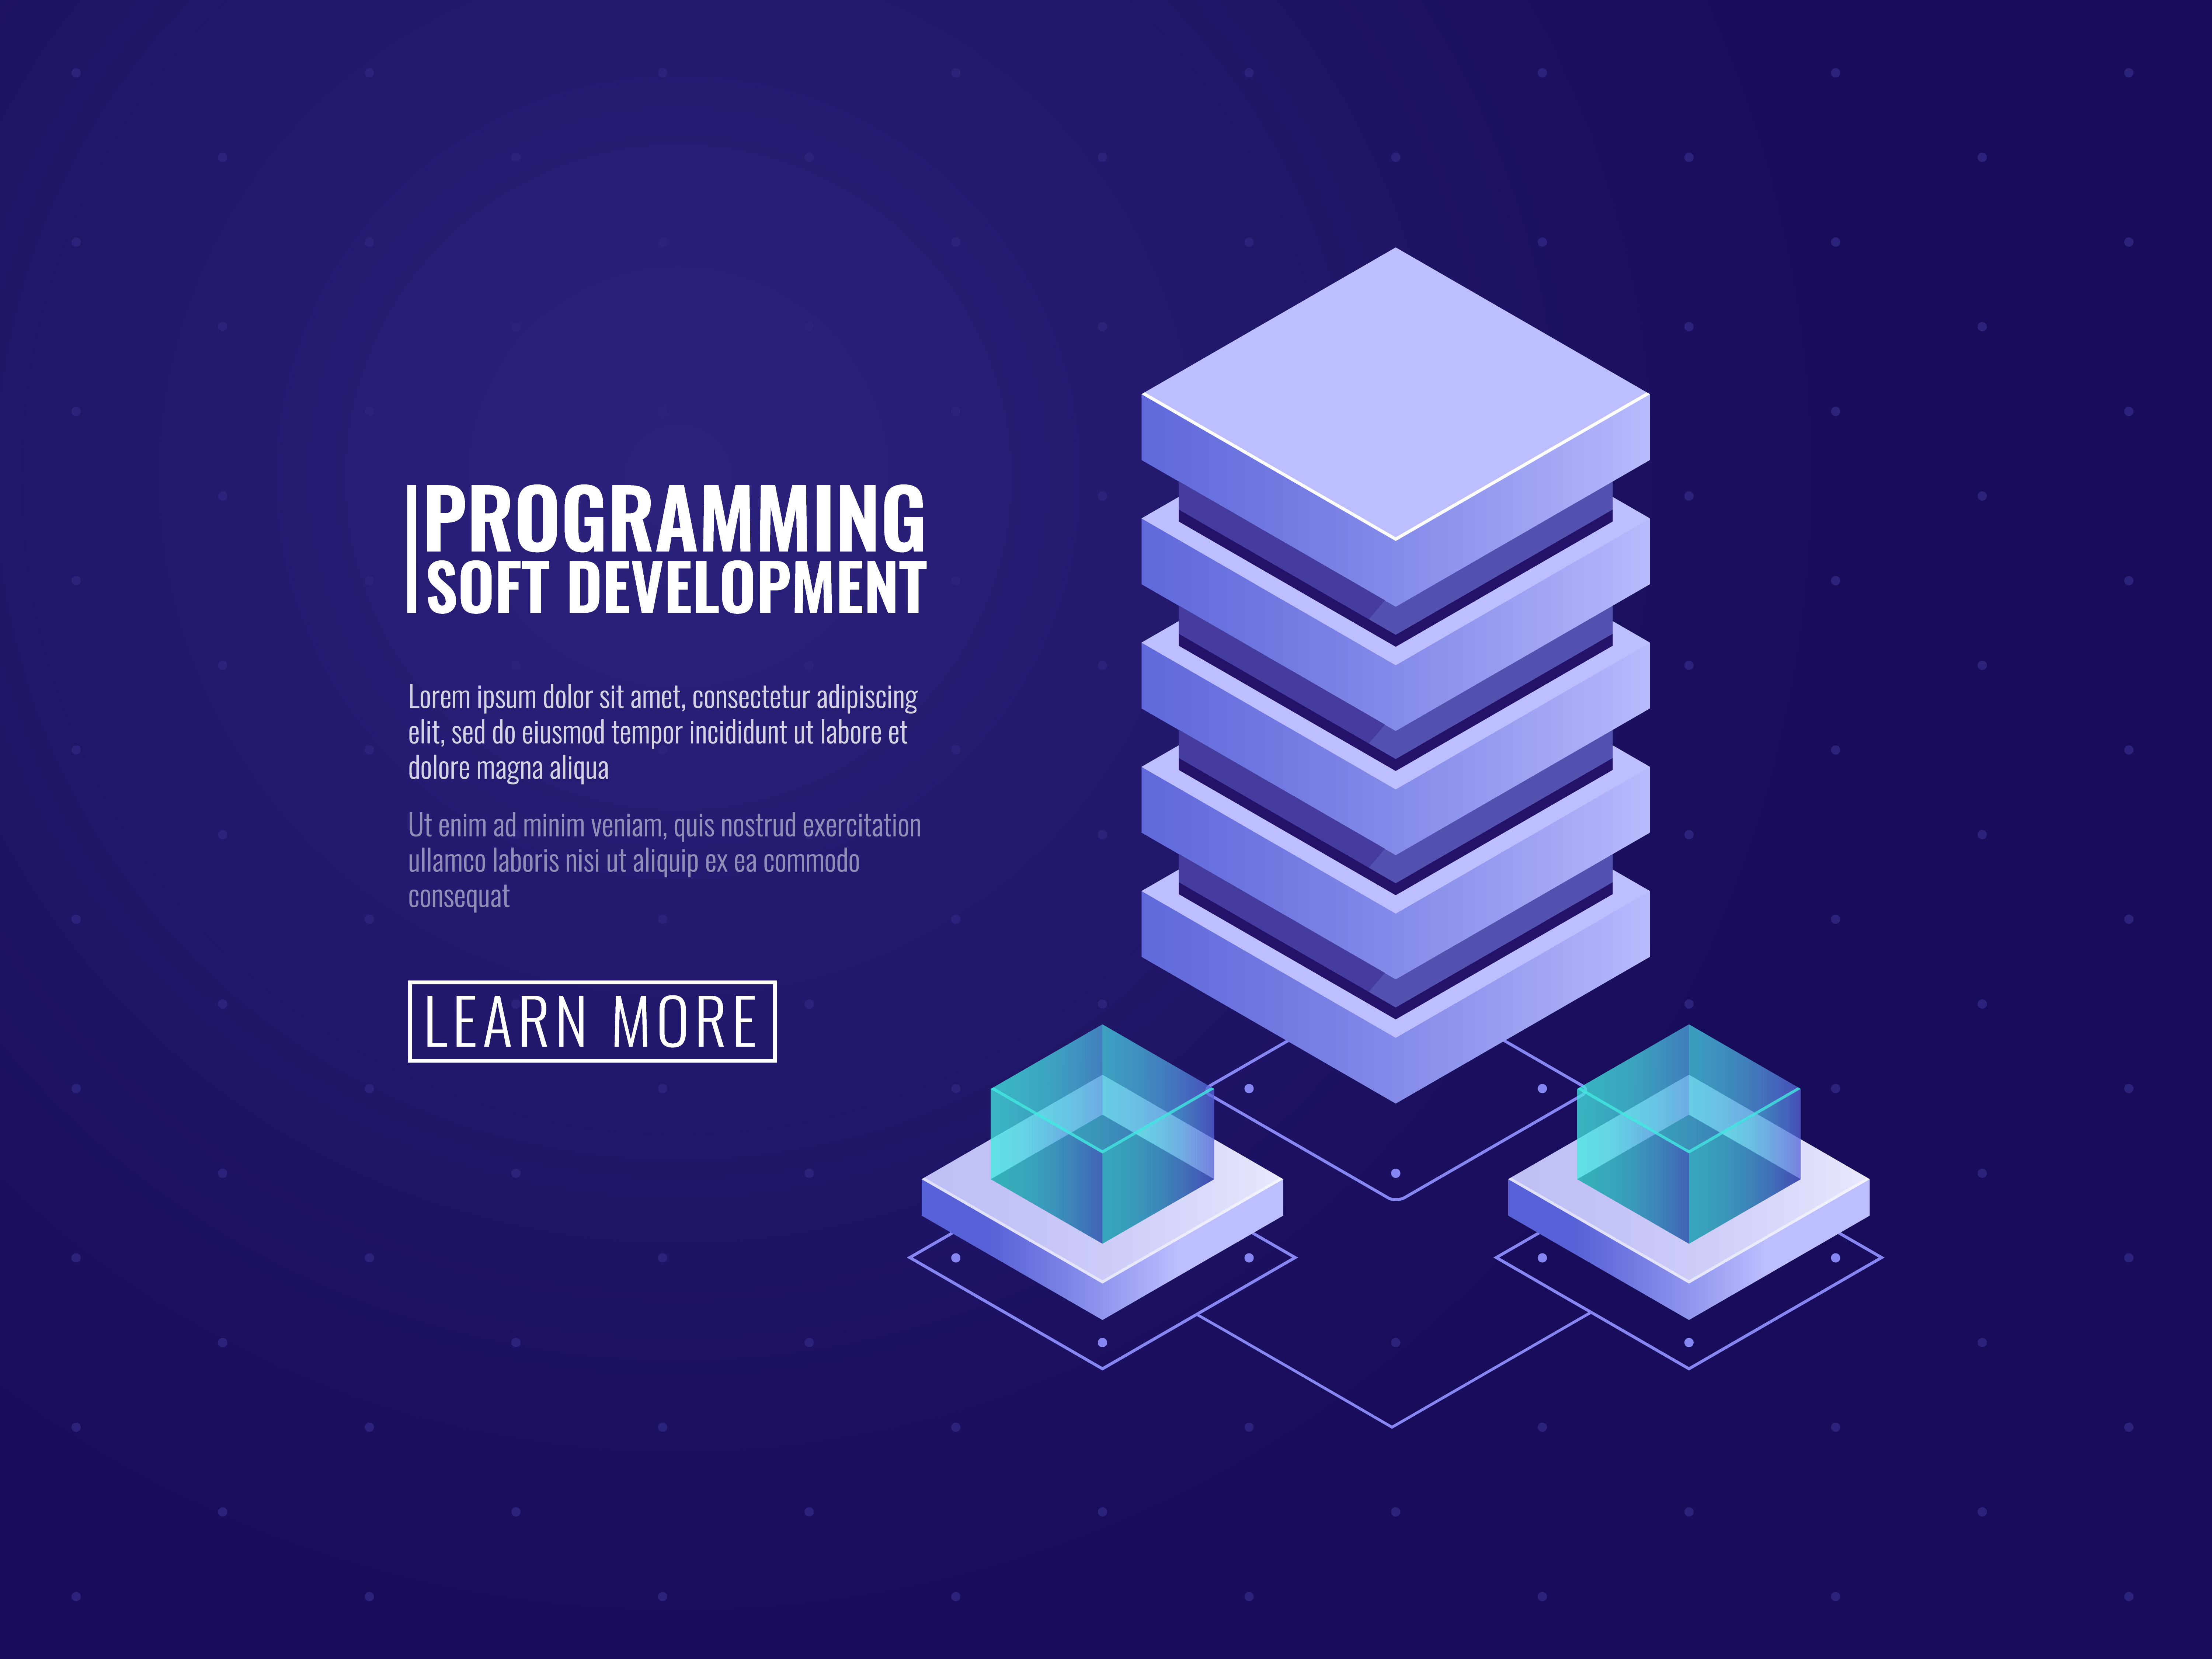 PROGRAMMING
SOFT DEVELOPMENT
Lorem ipsum dolor sit amet, consectetur adipiscing
elit, sed do eiusmod tempor incididunt ut labore et
dolore magna aliqua
Ut enim ad minim veniam, quis nostrud exercitation
ullamco laboris nisi ut aliquip ex ea commodo
consequat
LEARN MORE